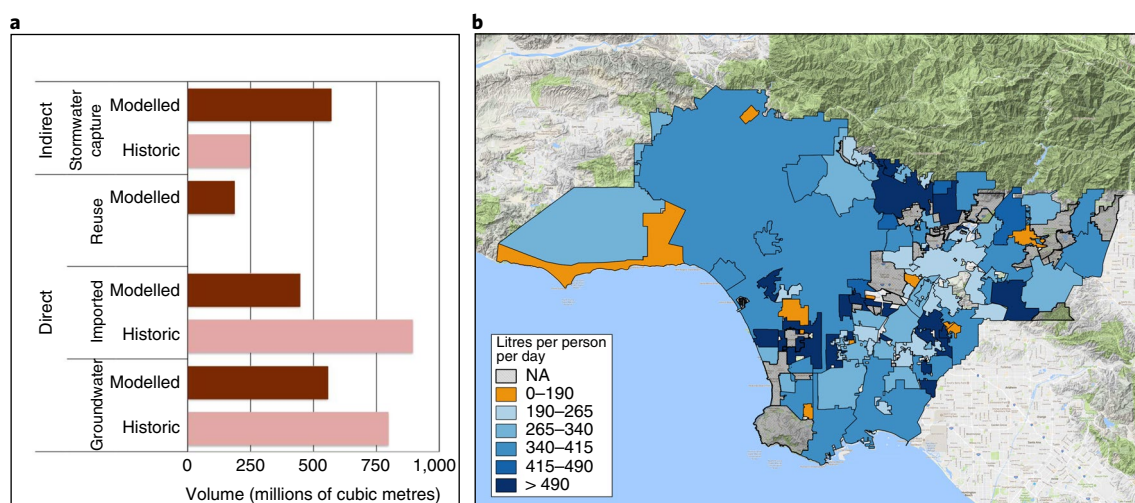 a
Indirect
Stormwater
capture
Modelled
Historic
Reuse
Modelled
Direct
Imported
Modelled
Historic
Groundwater
Modelled
Historic
0 250 500 750 1,000
Volume (millions of cubic metres)
b
Litres per person
per day
NA
0–190
190–265
265–340
340–415
415–490
> 490